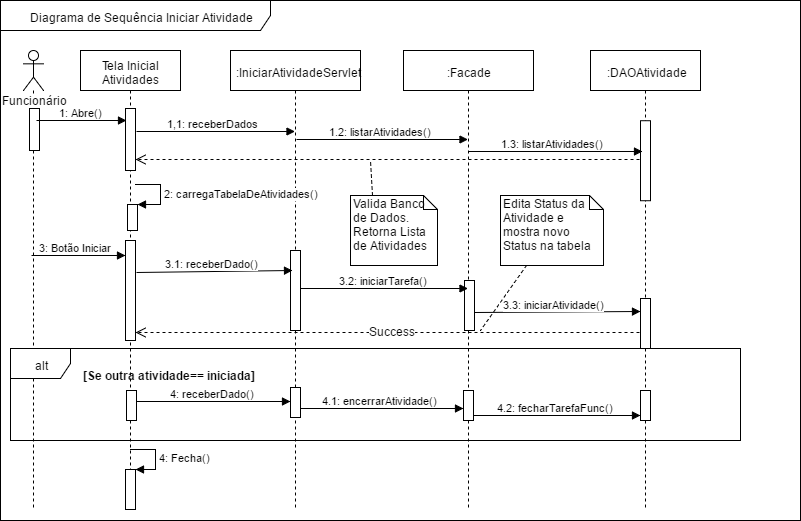 Diagrama de Sequência Iniciar Atividade
Funcionário
Tela Inicial
Atividades
:IniciarAtividadeServlet
:Facade
:DAOAtividade
1: Abre()
1,1: receberDados
1.2: listarAtividades()
1.3: listarAtividades()
2: carregaTabelaDeAtividades()
Valida Banco
de Dados.
Retorna Lista
de Atividades
Edita Status da
Atividade e
mostra novo
Status na tabela
3: Botão Iniciar
3.1: receberDado()
3.2: iniciarTarefa()
3.3: iniciarAtividade()
Success
alt
[Se outra atividade== iniciada]
4: receberDado()
4.1: encerrarAtividade()
4.2: fecharTarefaFunc()
4: Fecha()